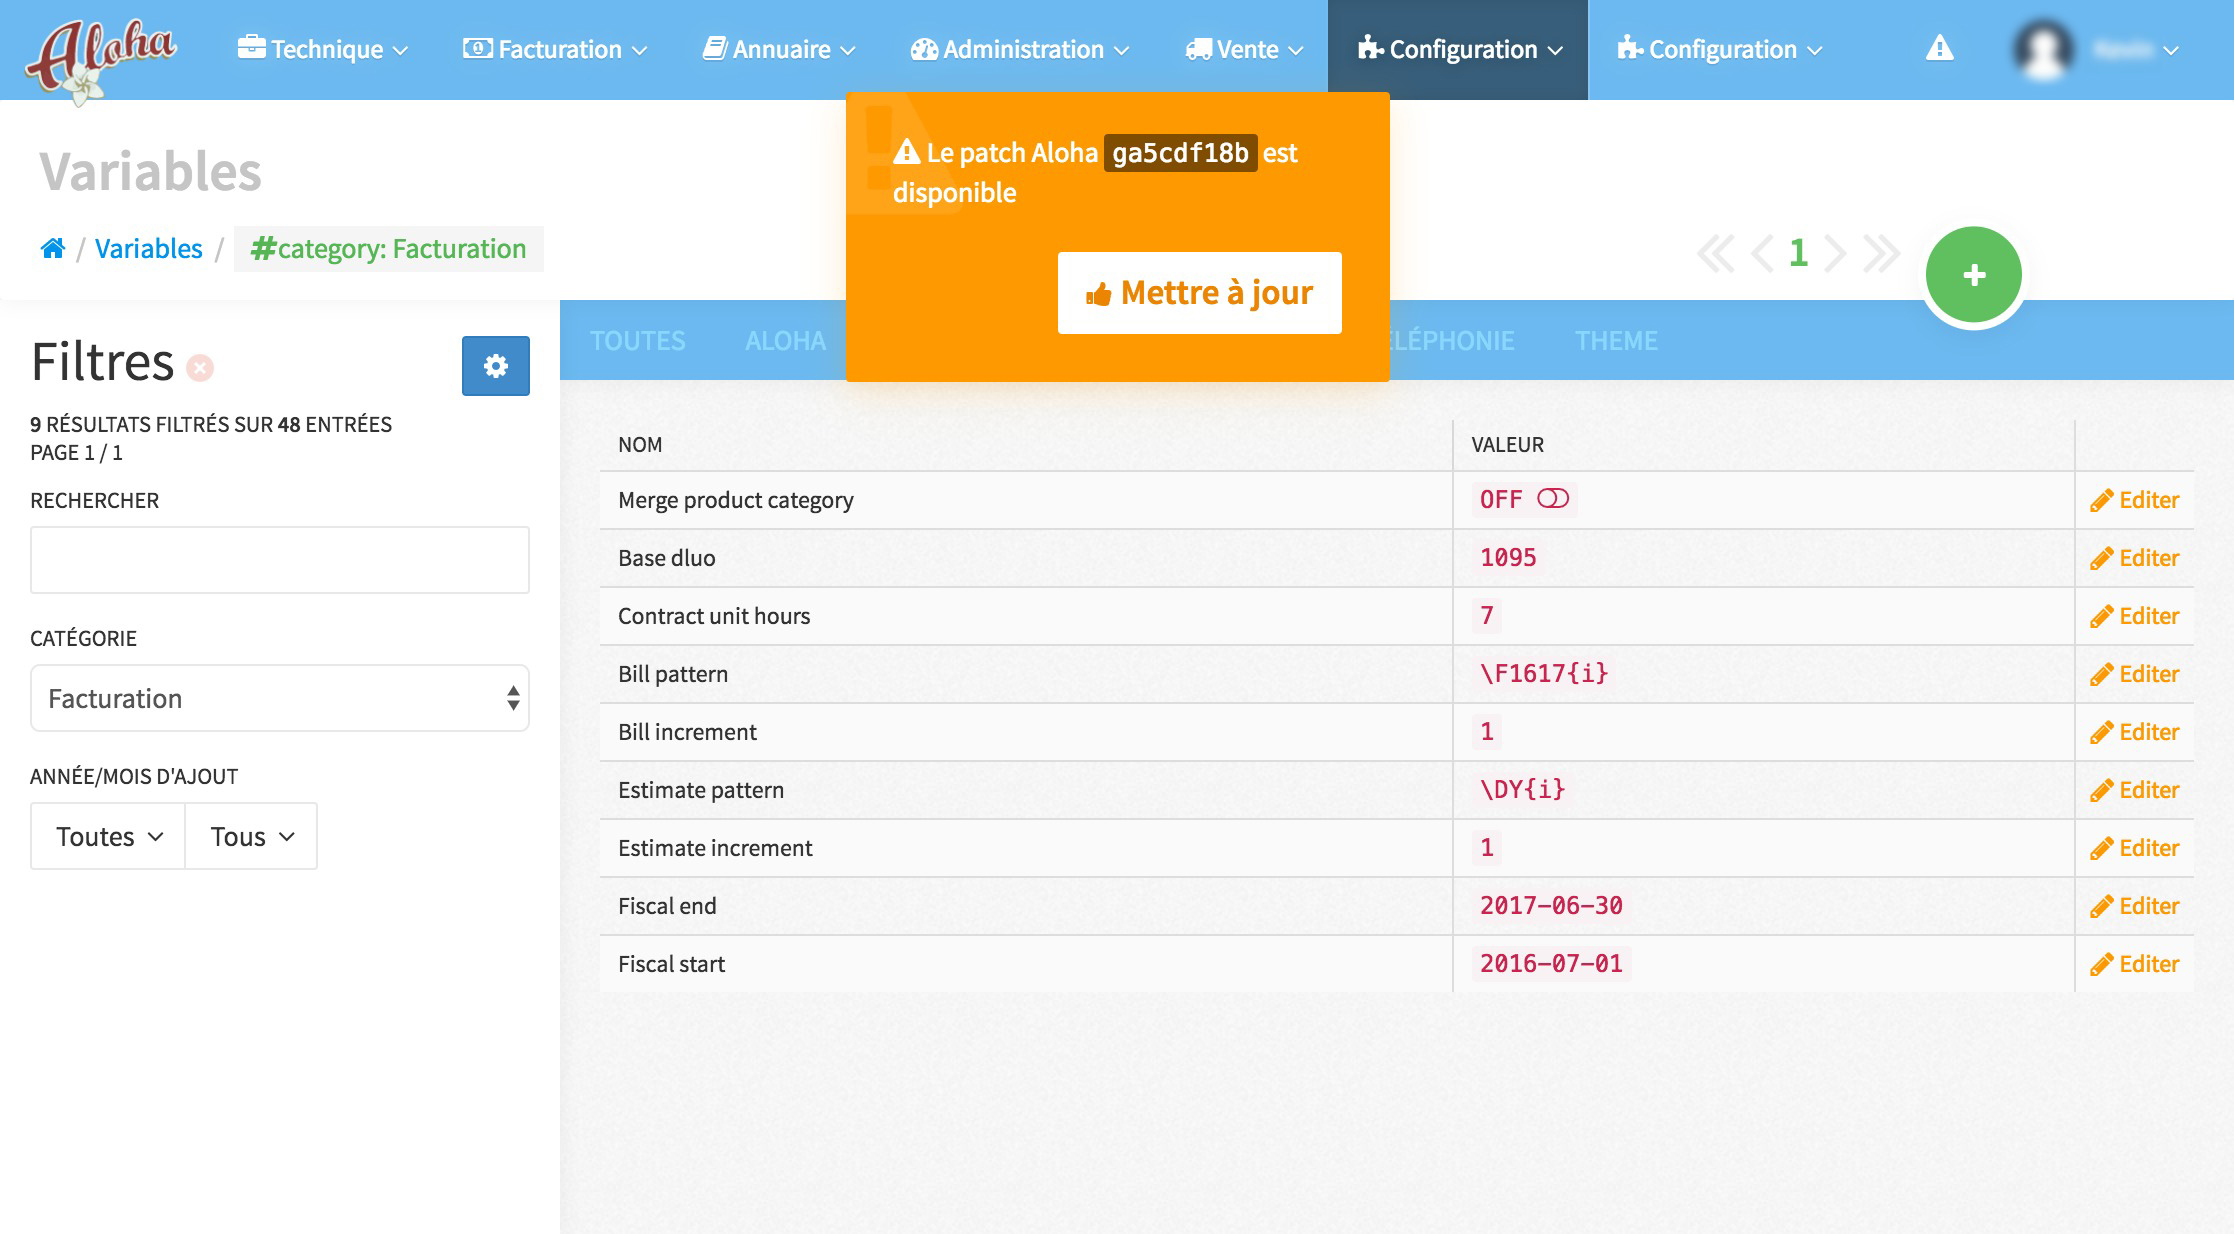 Aloha
Technique
Facturation
Annuaire
Administration
Vente
Configuration
Configuration
Le patch Aloha ga5cdf18b est
disponible
Mettre à jour
Variables
/ Variables / #category: Facturation
1
+
Filtres
9 RÉSULTATS FILTRÉS SUR 48 ENTRÉES
PAGE 1 / 1
RECHERCHER
CATÉGORIE
Facturation
ANNÉE/MOIS D'AJOUT
Toutes
Tous
TOUTES
ALOHA
ÉLÉPHONIE
THEME
NOM
VALEUR
Merge product category OFF Editer
Base dluo 1095 Editer
Contract unit hours 7 Editer
Bill pattern \F1617{i} Editer
Bill increment 1 Editer
Estimate pattern \DY{i} Editer
Estimate increment 1 Editer
Fiscal end 2017-06-30 Editer
Fiscal start 2016-07-01 Editer